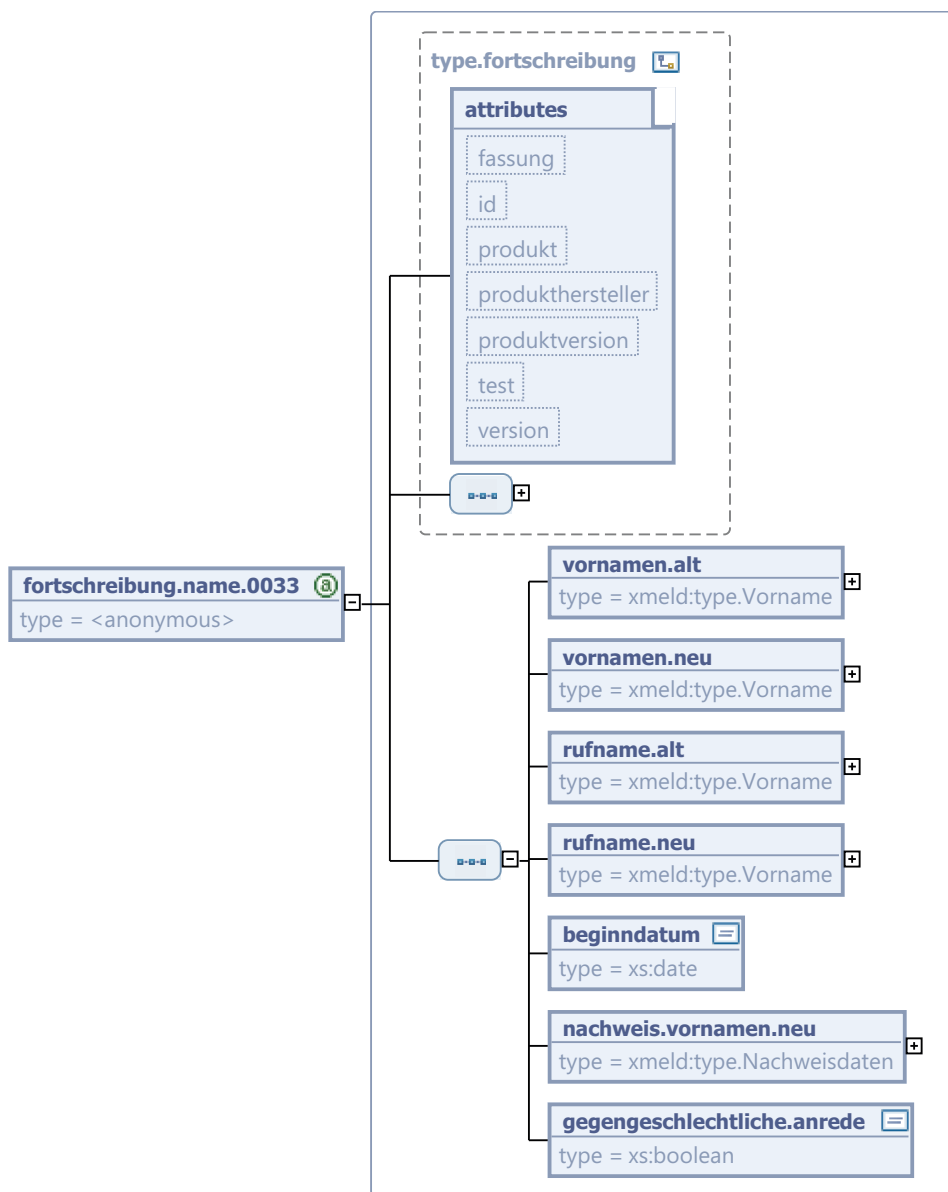 type.fortschreibung
attributes
fassung
id
produkt
produkthersteller
produktversion
test
version
fortschreibung.name.0033 @
type = <anonymous>
vornamen.alt
type = xmeld:type.Vorname
vornamen.neu
type = xmeld:type.Vorname
rufname.alt
type = xmeld:type.Vorname
rufname.neu
type = xmeld:type.Vorname
beginndatum
type = xs:date
nachweis.vornamen.neu
type = xmeld:type.Nachweisdaten
gegengeschlechtliche.anrede
type = xs:boolean